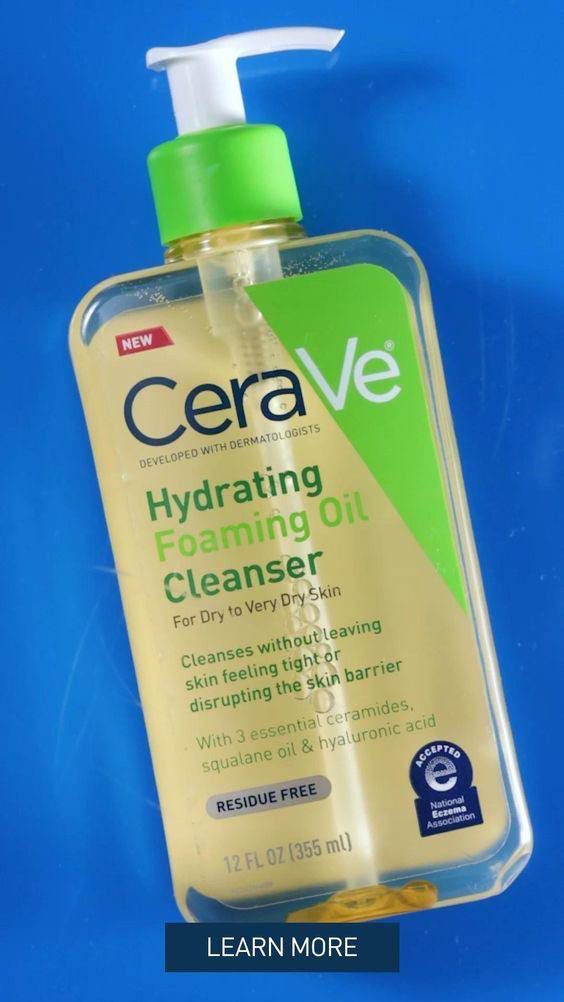 NEW
CeraVe®
DEVELOPED WITH DERMATOLOGISTS
Hydrating
Foaming Oil
Cleanser
For Dry to Very Dry Skin
Cleanses without leaving
skin feeling tight or
disrupting the skin barrier
With 3 essential ceramides,
squalane oil & hyaluronic acid
RESIDUE FREE
ACCEPTED
e
National
Eczema
Association
12 FL OZ (355 ml)
LEARN MORE